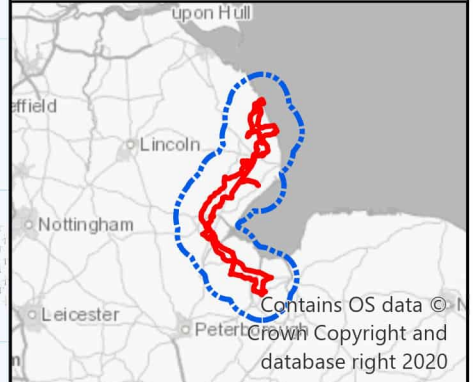 upon Hull
effield
Lincoln
Nottingham
Leicester
Peterborough
Contains OS data ©
Crown Copyright and
database right 2020